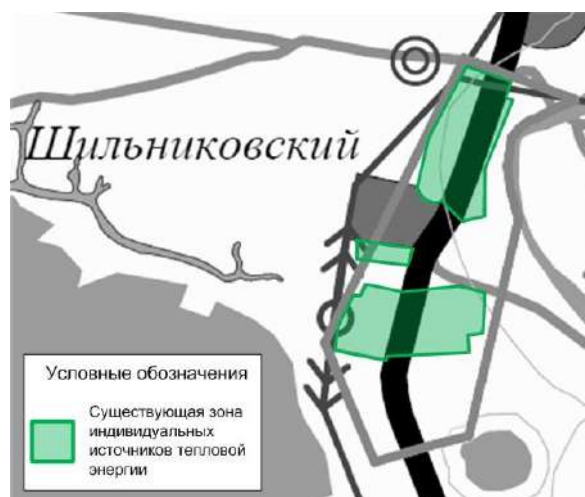 Шильниковский
Условные обозначения
Существующая зона
индивидуальных
источников тепловой
энергии